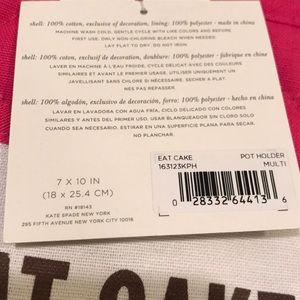 shell: 100% cotton, exclusive of decoration, lining: 100% polyester - made in china
MACHINE WASH COLD, GENTLE CYCLE WITH LIKE COLORS AND BEFORE
FIRST USE. ONLY NON-CHLORINE BLEACH WHEN NEEDED.
LAY FLAT TO DRY. DO NOT IRON
shell: 100% coton, exclusif de décoration, doublure: 100% polyester - fabrique en chine
LAVER EN MACHINE À L'EAU FROIDE, CYCLE DÉLICAT AVEC DES COULEURS
SIMILAIRES ET AVANT LE PREMIER USAGE. UTILISER UNIQUEMENT UN
JAVELLISANT SANS CHLORE SI NÉCESSAIRE. SÉCHER À PLAT.
NE PAS REPASSER
shell: 100% algodón, exclusivo de decoración, forro: 100% polyester - hecho en china
LAVAR EN LAVADORA CON AGUA FRÍA, CICLO DELICADO CON COLORES
SIMILARES Y ANTES DEL PRIMER USO. USAR BLANQUEADOR SIN CLORO SOLO
CUANDO SEA NECESARIO. ESTIRAR EN UNA SUPERFICIE PLANA PARA SECAR.
NO PLANCHAR.
7 X 10 IN
(18 x 25.4 CM)
RN #18143
KATE SPADE NEW YORK
295 FIFTH AVENUE NEW YORK CITY 10016
EAT CAKE POT HOLDER
163123KPH MULTI
0 28332 64413 6
T CAKE